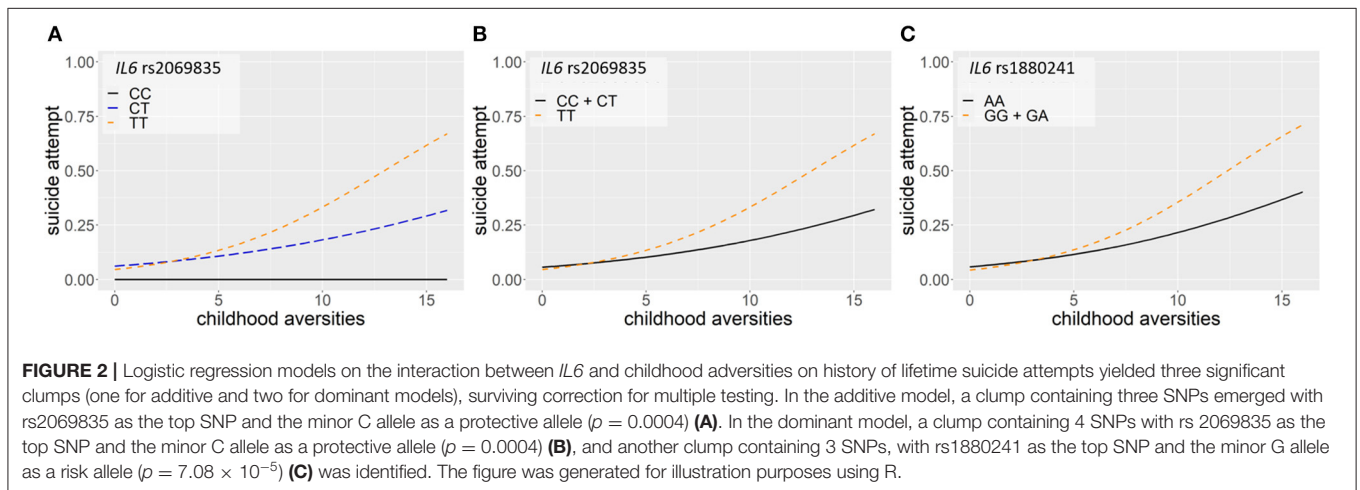 A
IL6 rs2069835
CC
CT
TT
1.00
0.75
0.50
0.25
0.00
suicide attempt
0 5 10 15
childhood aversities
B
IL6 rs2069835
CC + CT
TT
1.00
0.75
0.50
0.25
0.00
suicide attempt
0 5 10 15
childhood aversities
C
IL6 rs1880241
AA
GG + GA
1.00
0.75
0.50
0.25
0.00
suicide attempt
0 5 10 15
childhood aversities
FIGURE 2 | Logistic regression models on the interaction between IL6 and childhood adversities on history of lifetime suicide attempts yielded three significant
clumps (one for additive and two for dominant models), surviving correction for multiple testing. In the additive model, a clump containing three SNPs emerged with
rs2069835 as the top SNP and the minor C allele as a protective allele (p = 0.0004) (A). In the dominant model, a clump containing 4 SNPs with rs 2069835 as the
top SNP and the minor C allele as a protective allele (p = 0.0004) (B), and another clump containing 3 SNPs, with rs1880241 as the top SNP and the minor G allele
as a risk allele (p = 7.08 × 10⁻⁵) (C) was identified. The figure was generated for illustration purposes using R.